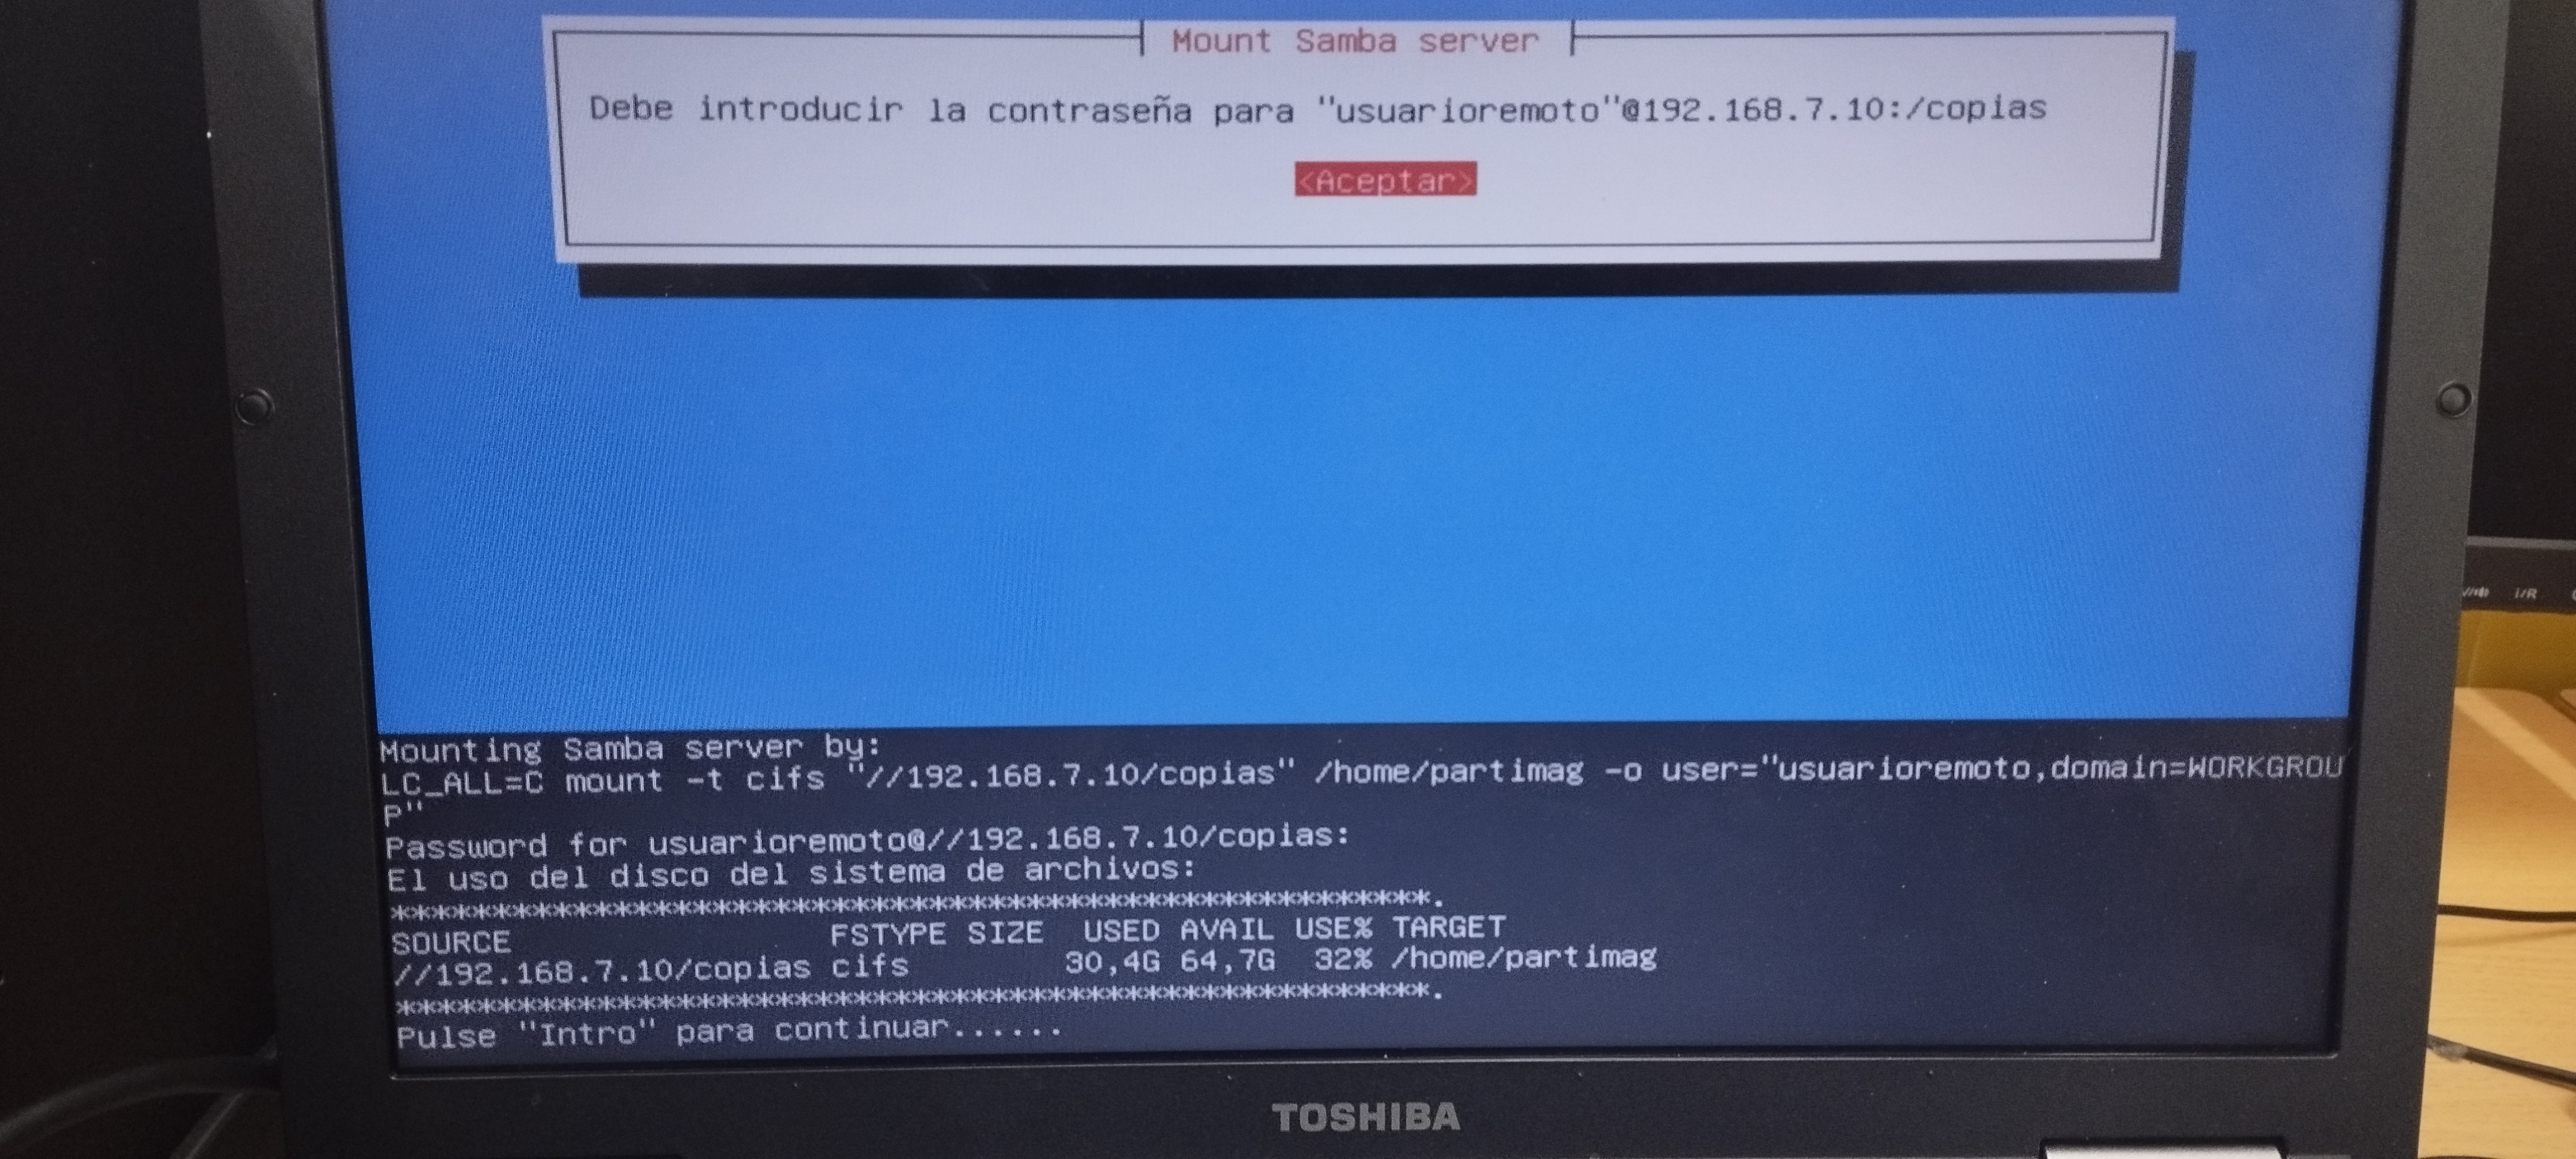 Mount Samba server
Debe introducir la contraseña para "usuarioremoto"@192.168.7.10:/copias
<Aceptar>
Mounting Samba server by:
LC_ALL=C mount -t cifs "//192.168.7.10/copias" /home/partimag -o user="usuarioremoto,domain=WORKGROU
P"
Password for usuarioremoto@//192.168.7.10/copias:
El uso del disco del sistema de archivos:
****************************************************.
SOURCE FSTYPE SIZE USED AVAIL USE% TARGET
//192.168.7.10/copias cifs 30,4G 64,7G 32% /home/partimag
****************************************************.
Pulse "Intro" para continuar......
TOSHIBA
i/R